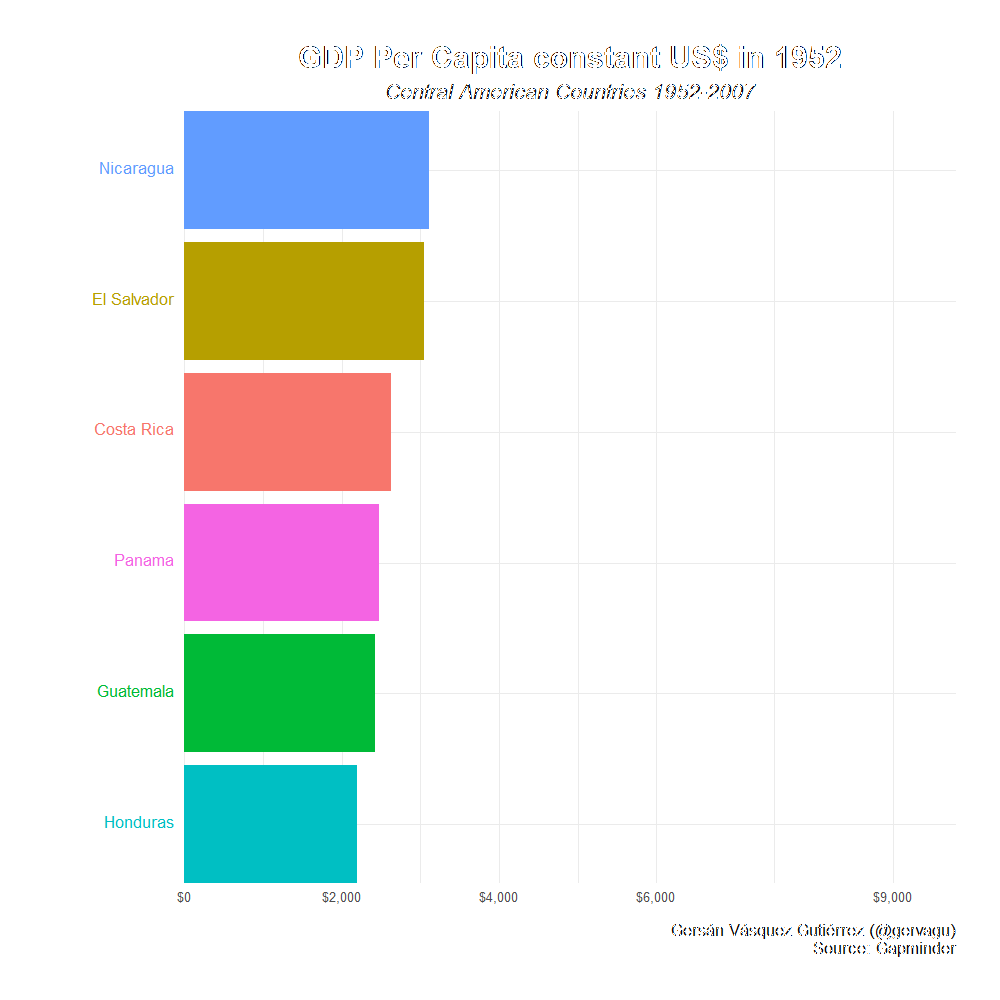 GDP Per Capita constant US$ in 1952
Central American Countries 1952-2007
Nicaragua
El Salvador
Costa Rica
Panama
Guatemala
Honduras
$0 $2,000 $4,000 $6,000 $9,000
Gersán Vásquez Gutiérrez (@gervagu)
Source: Gapminder